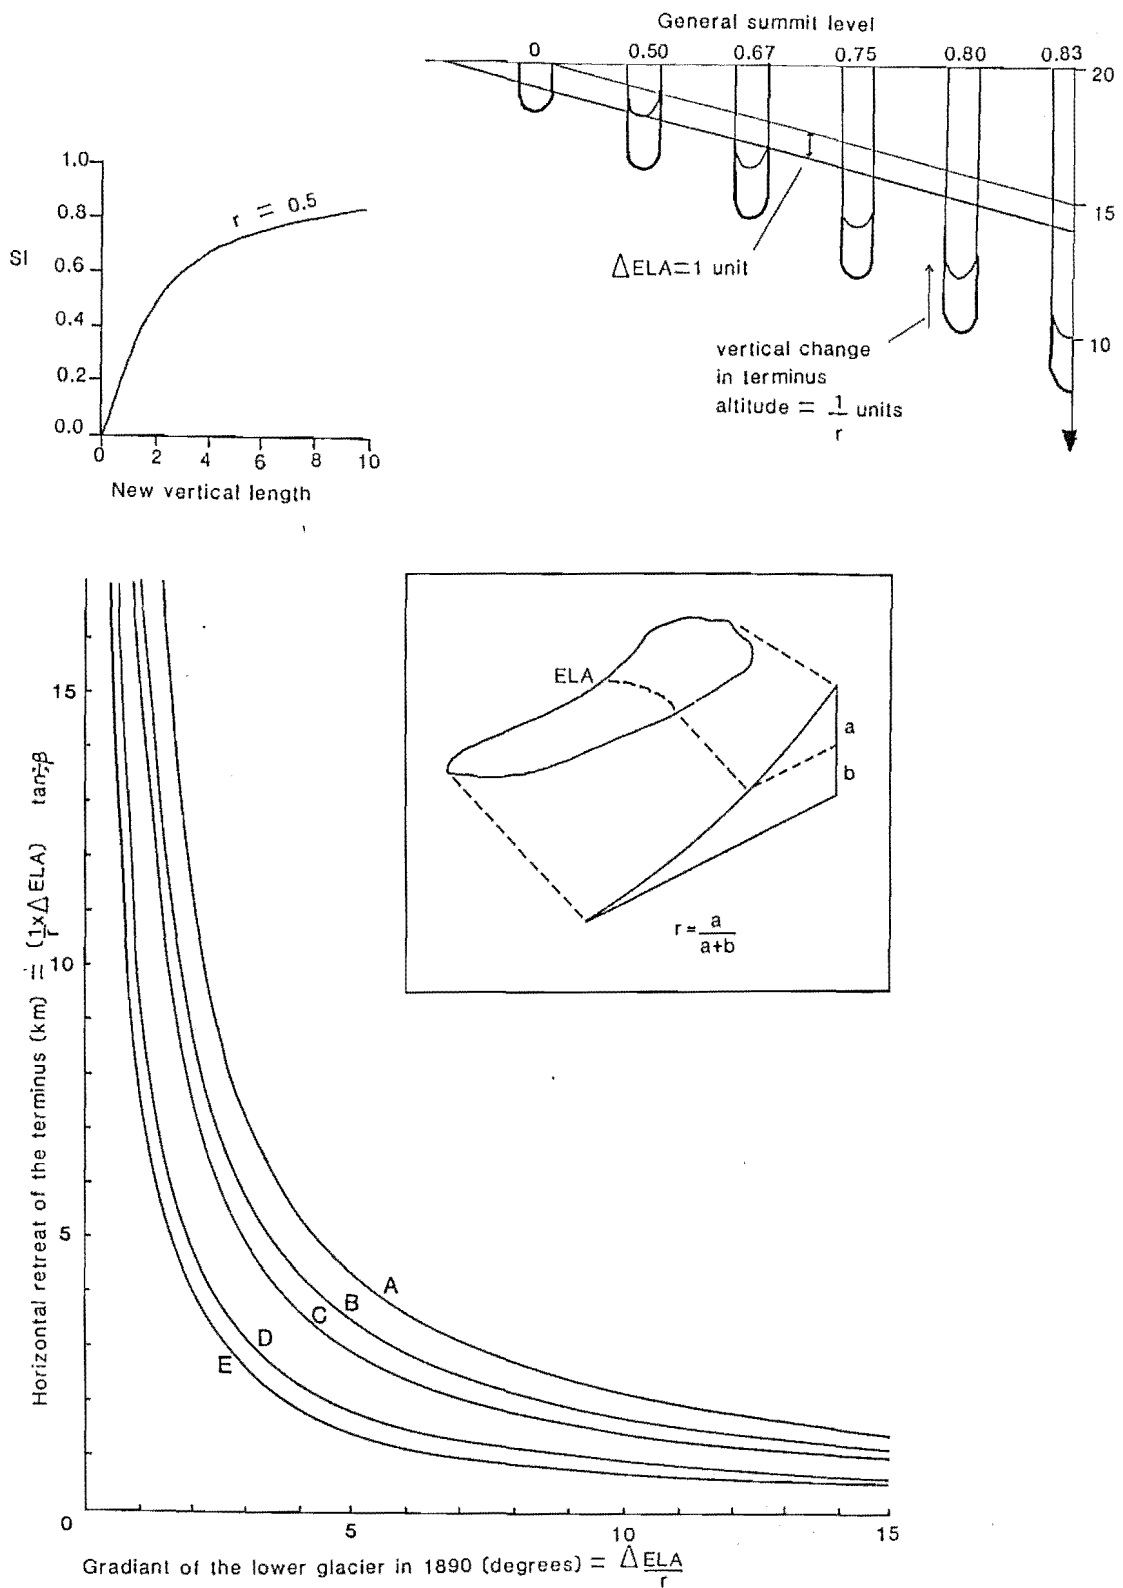 General summit level
0 0.50 0.67 0.75 0.80 0.83
20
15
10
ΔELA=1 unit
vertical change
in terminus
altitude = 1/r units
1.0
0.8
0.6
0.4
0.2
0.0
SI
r = 0.5
0 2 4 6 8 10
New vertical length
15
10
5
0
Horizontal retreat of the terminus (km) = (1/r x ΔELA) tan÷β
ELA
a
b
r = a/a+b
A
B
C
D
E
5 10 15
Gradiant of the lower glacier in 1890 (degrees) = ΔELA/r